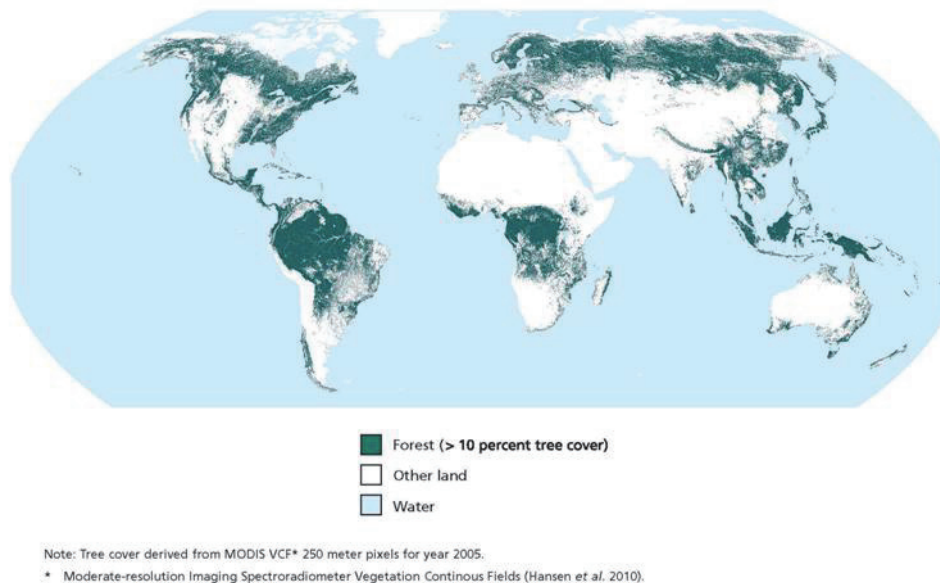 Forest (> 10 percent tree cover)
Other land
Water
Note: Tree cover derived from MODIS VCF* 250 meter pixels for year 2005.
* Moderate-resolution Imaging Spectroradiometer Vegetation Continous Fields (Hansen et al. 2010).